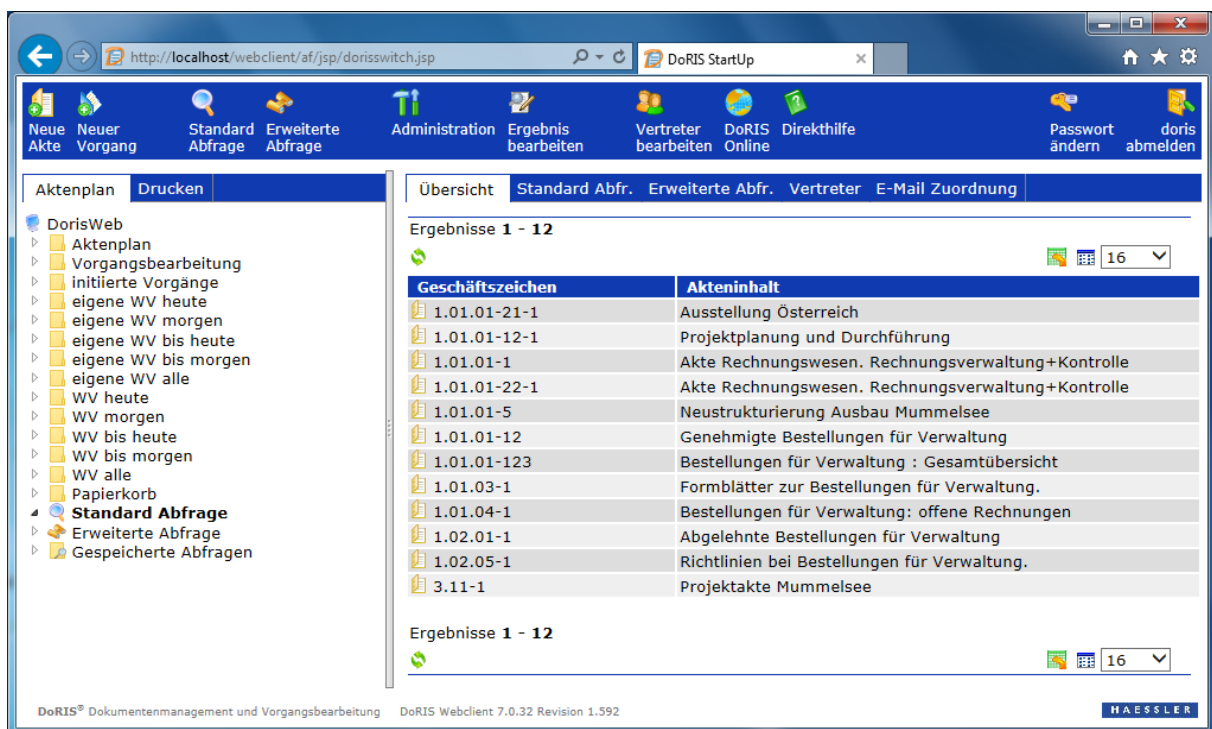 http://localhost/webclient/af/jsp/dorisswitch.jsp
DoRIS StartUp
Neue Akte
Neuer Vorgang
Standard Abfrage
Erweiterte Abfrage
Administration
Ergebnis bearbeiten
Vertreter bearbeiten
DoRIS Online
Direkthilfe
Passwort ändern
doris abmelden
Aktenplan Drucken
DorisWeb
Aktenplan
Vorgangsbearbeitung
initiierte Vorgänge
eigene WV heute
eigene WV morgen
eigene WV bis heute
eigene WV bis morgen
eigene WV alle
WV heute
WV morgen
WV bis heute
WV bis morgen
WV alle
Papierkorb
Standard Abfrage
Erweiterte Abfrage
Gespeicherte Abfragen
Übersicht Standard Abfr. Erweiterte Abfr. Vertreter E-Mail Zuordnung
Ergebnisse 1 - 12
16
Geschäftszeichen Akteninhalt
1.01.01-21-1 Ausstellung Österreich
1.01.01-12-1 Projektplanung und Durchführung
1.01.01-1 Akte Rechnungswesen. Rechnungsverwaltung+Kontrolle
1.01.01-22-1 Akte Rechnungswesen. Rechnungsverwaltung+Kontrolle
1.01.01-5 Neustrukturierung Ausbau Mummelsee
1.01.01-12 Genehmigte Bestellungen für Verwaltung
1.01.01-123 Bestellungen für Verwaltung : Gesamtübersicht
1.01.03-1 Formblätter zur Bestellungen für Verwaltung.
1.01.04-1 Bestellungen für Verwaltung: offene Rechnungen
1.02.01-1 Abgelehnte Bestellungen für Verwaltung
1.02.05-1 Richtlinien bei Bestellungen für Verwaltung.
3.11-1 Projektakte Mummelsee
Ergebnisse 1 - 12
16
DoRIS® Dokumentenmanagement und Vorgangsbearbeitung DoRIS Webclient 7.0.32 Revision 1.592
HAESSLER